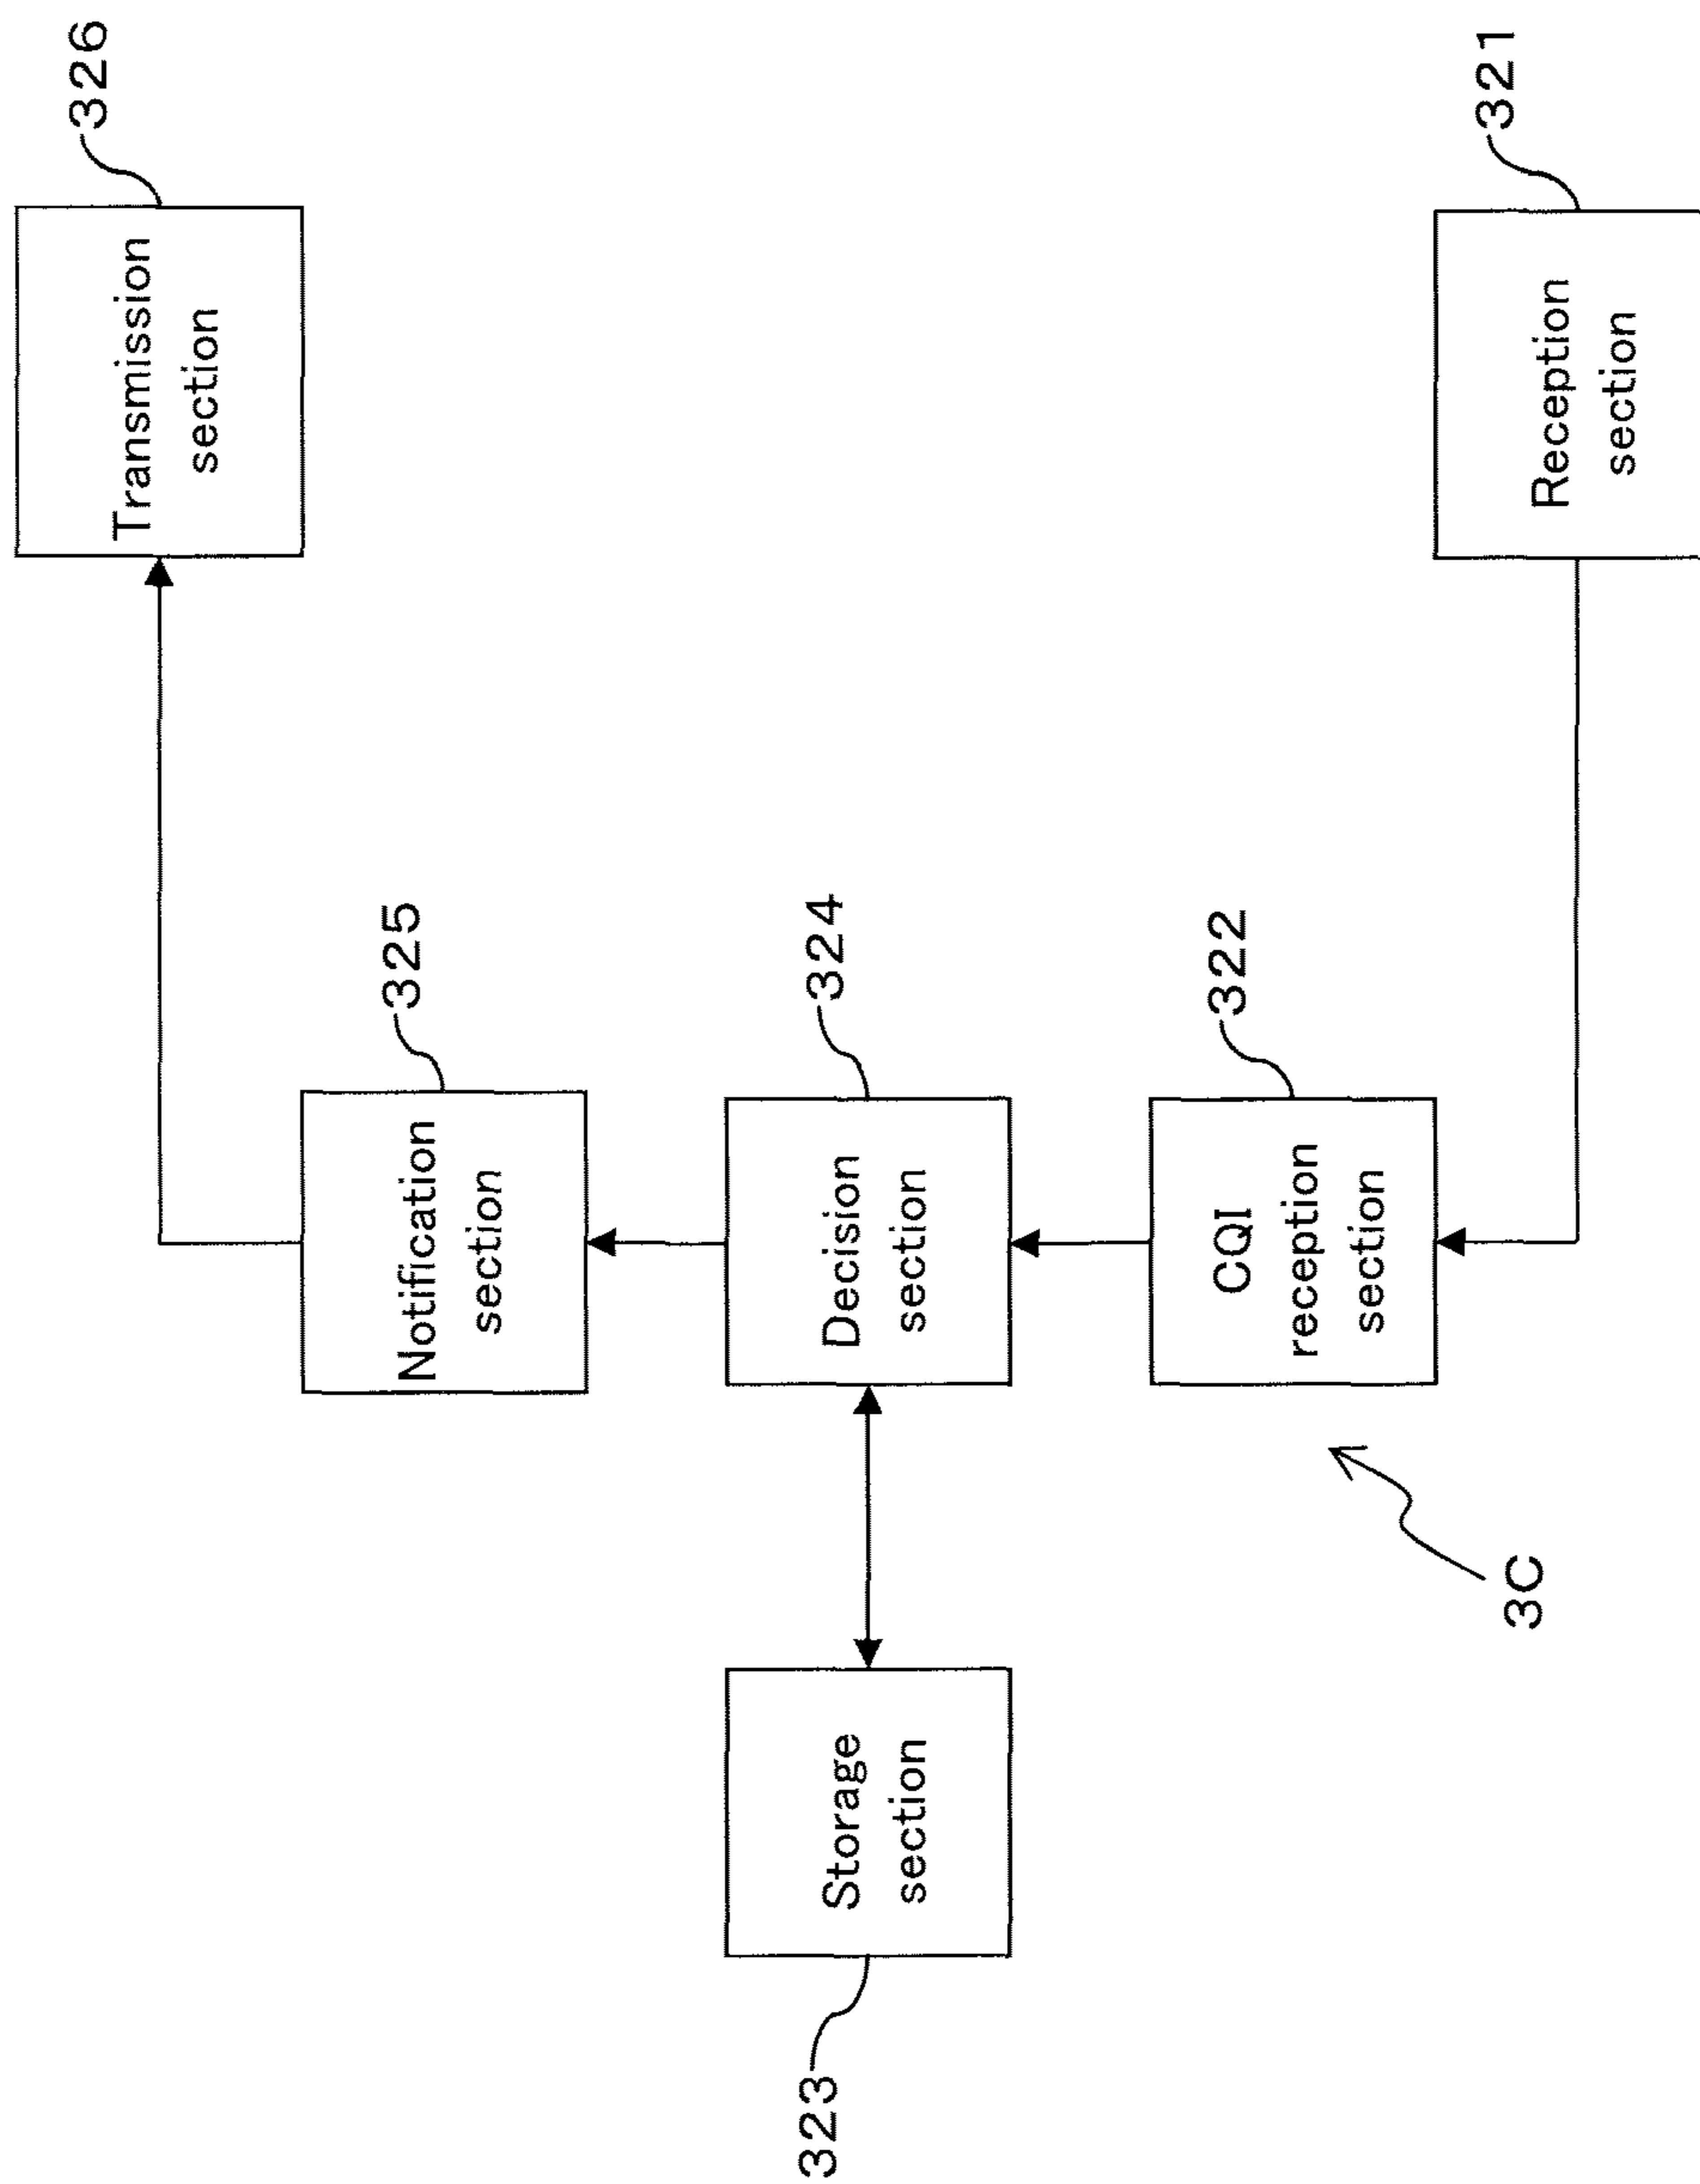 326
Transmission
section
325
Notification
section
323
Storage
section
324
Decision
section
322
CQI
reception
section
3C
321
Reception
section